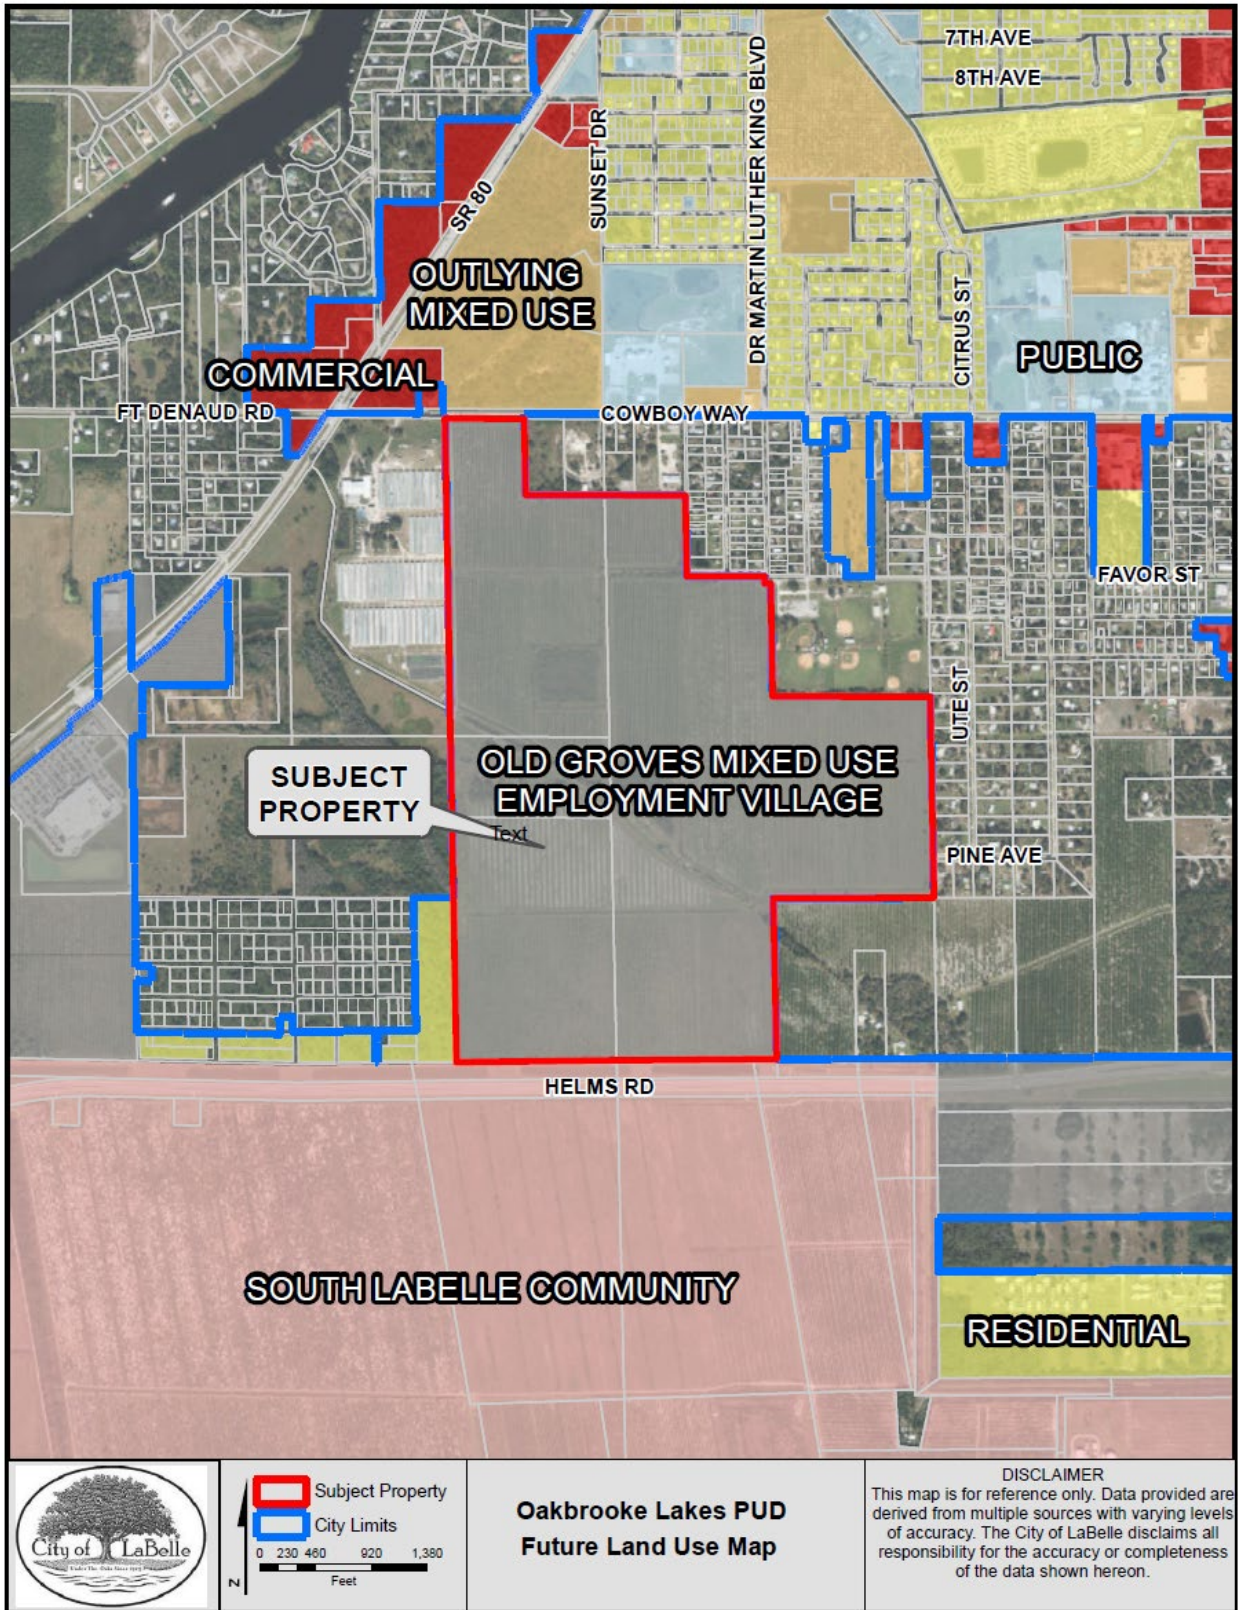 7TH AVE
8TH AVE
SUNSET DR
DR MARTIN LUTHER KING BLVD
SR 80
OUTLYING
MIXED USE
CITRUS ST
PUBLIC
COMMERCIAL
FT DENAUD RD
COWBOY WAY
FAVOR ST
UTE ST
SUBJECT
PROPERTY
OLD GROVES MIXED USE
EMPLOYMENT VILLAGE
Text
PINE AVE
HELMS RD
SOUTH LABELLE COMMUNITY
RESIDENTIAL
City of LaBelle
Subject Property
City Limits
0 230 460 920 1,380
Feet
N
Oakbrooke Lakes PUD
Future Land Use Map
DISCLAIMER
This map is for reference only. Data provided are
derived from multiple sources with varying levels
of accuracy. The City of LaBelle disclaims all
responsibility for the accuracy or completeness
of the data shown hereon.